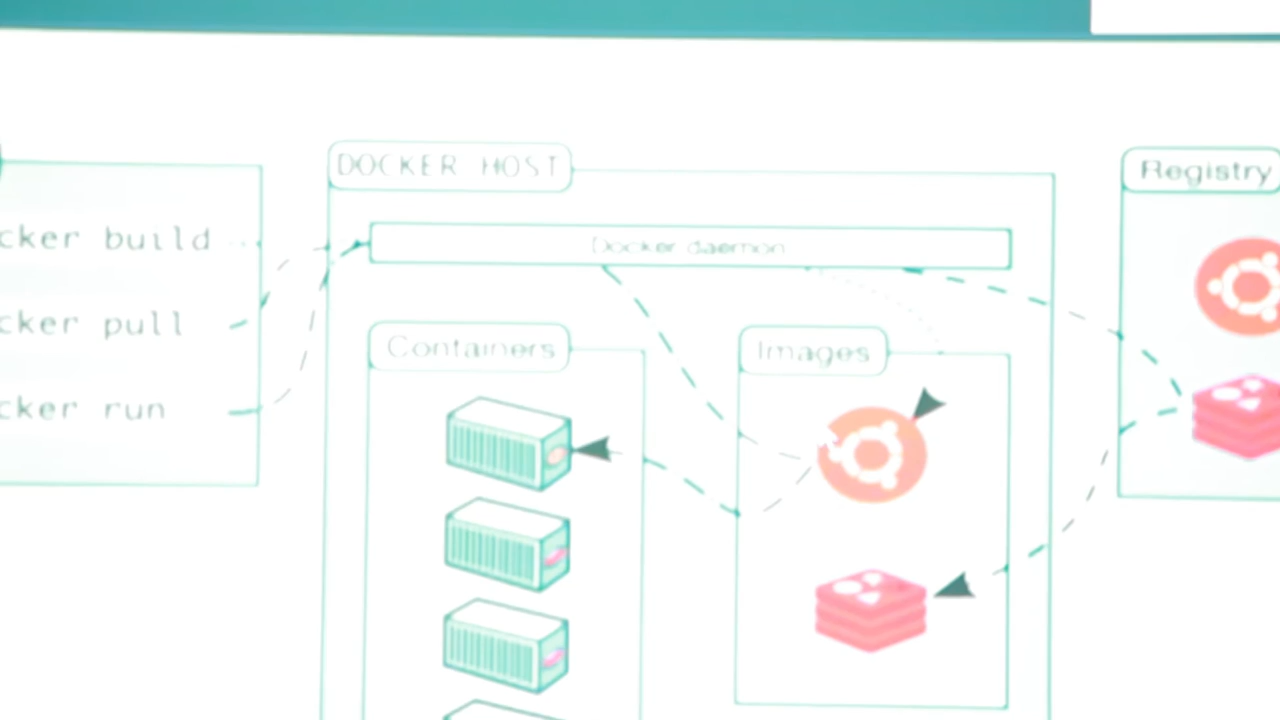 cker build
cker pull
cker run
DOCKER HOST
Docker daemon
Containers
Images
Registry